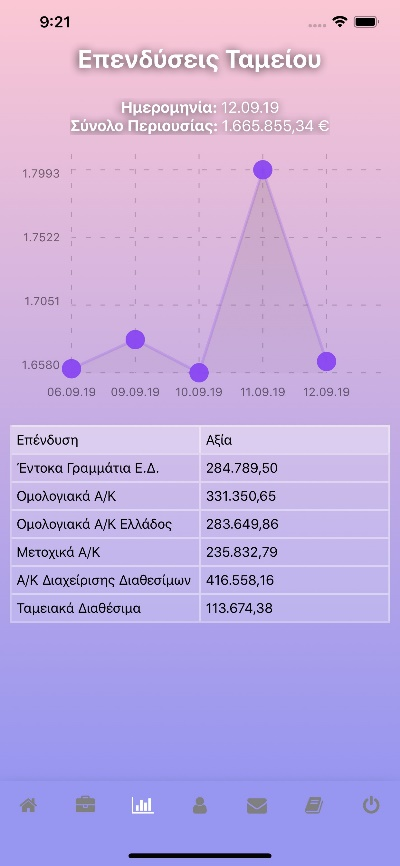 9:21
Επενδύσεις Ταμείου
Ημερομηνία: 12.09.19
Σύνολο Περιουσίας: 1.665.855,34 €
1.7993
1.7522
1.7051
1.6580
06.09.19 09.09.19 10.09.19 11.09.19 12.09.19
Επένδυση Αξία
Έντοκα Γραμμάτια Ε.Δ. 284.789,50
Ομολογιακά Α/Κ 331.350,65
Ομολογιακά Α/Κ Ελλάδος 283.649,86
Μετοχικά Α/Κ 235.832,79
Α/Κ Διαχείρισης Διαθεσίμων 416.558,16
Ταμειακά Διαθέσιμα 113.674,38